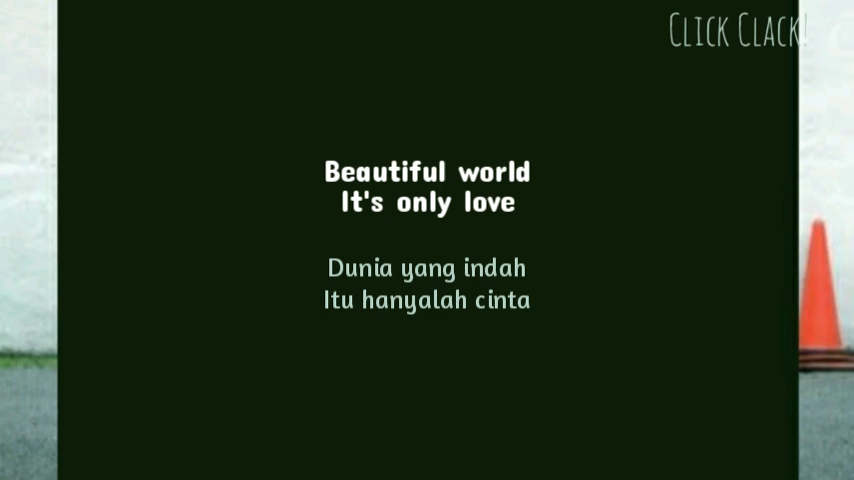 Click Clack!
Beautiful world
It's only love
Dunia yang indah
Itu hanyalah cinta